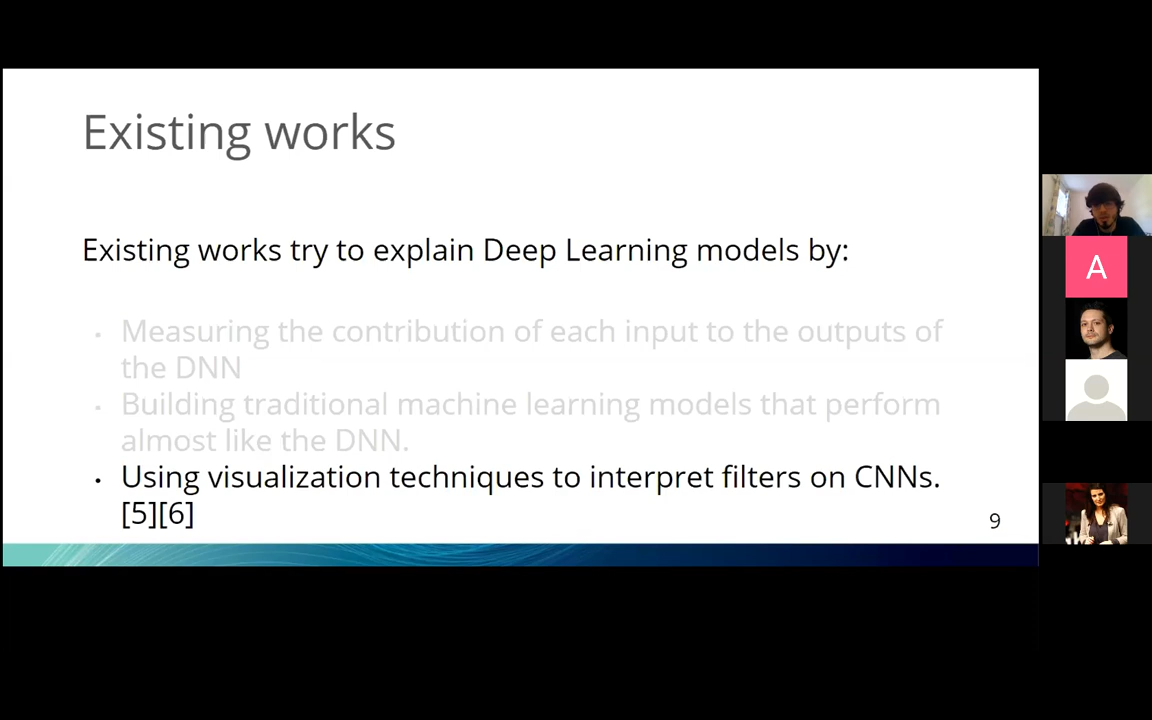 Existing works
Existing works try to explain Deep Learning models by:
· Measuring the contribution of each input to the outputs of
the DNN
· Building traditional machine learning models that perform
almost like the DNN.
· Using visualization techniques to interpret filters on CNNs.
[5][6]
9
A